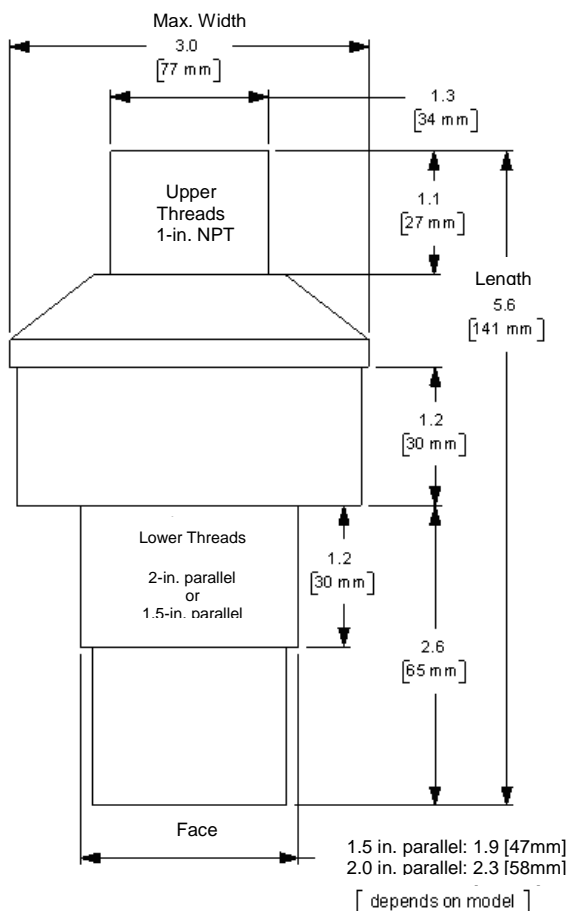 Max. Width
3.0
[77 mm]
1.3
[34 mm]
Upper
Threads
1-in. NPT
1.1
[27 mm]
Length
5.6
[141 mm]
1.2
[30 mm]
Lower Threads
2-in. parallel
or
1.5-in. parallel
1.2
[30 mm]
2.6
[65 mm]
Face
1.5 in. parallel: 1.9 [47mm]
2.0 in. parallel: 2.3 [58mm]
[ depends on model ]